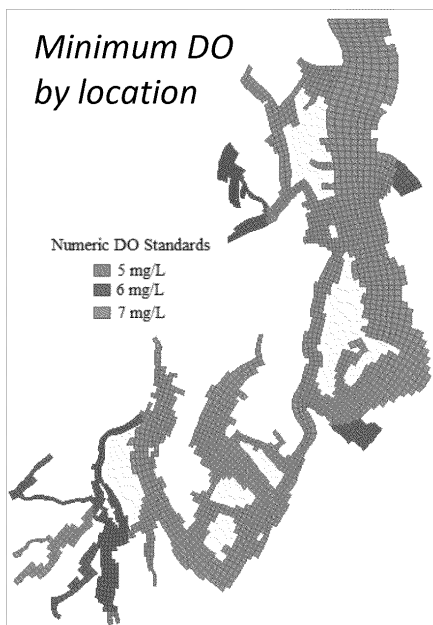 Minimum DO
by location
Numeric DO Standards
5 mg/L
6 mg/L
7 mg/L